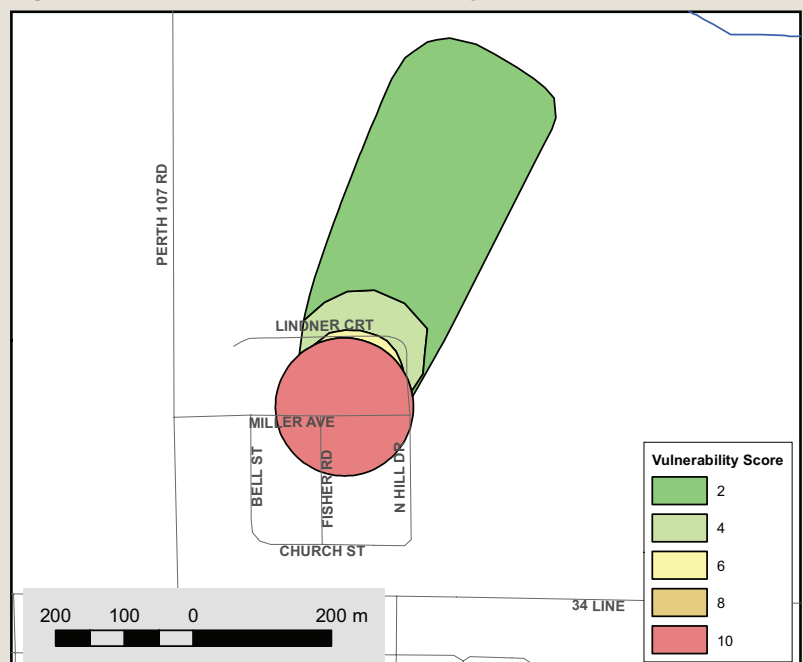 PERTH 107 RD
LINDNER CRT
MILLER AVE
BELL ST
FISHER RD
N HILL DR
CHURCH ST
34 LINE
Vulnerability Score
2
4
6
8
10
200 100 0 200 m